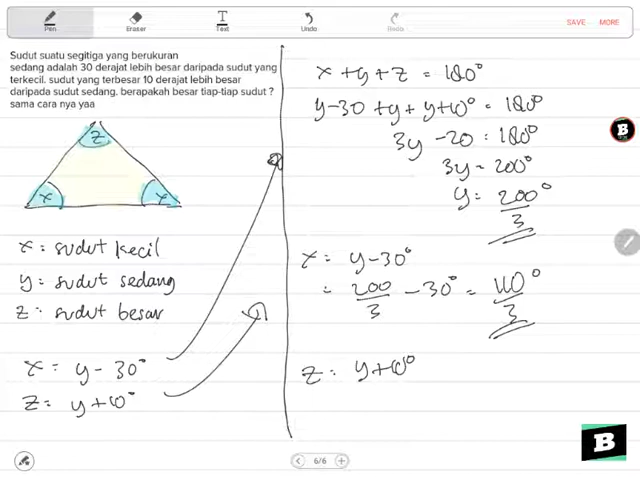 Pen
Eraser
Text
Undo
Redo
SAVE
MORE
Sudut suatu segitiga yang berukuran
sedang adalah 30 derajat lebih besar daripada sudut yang
terkecil. sudut yang terbesar 10 derajat lebih besar
daripada sudut sedang. berapakah besar tiap-tiap sudut ?
sama cara nya yaa
z
x
y
x = sudut kecil
y = sudut sedang
z = sudut besar
x = y - 30°
z = y + 10°
x + y + z = 180°
y - 30 + y + y + 10° = 180°
3y - 20 = 180°
3y = 200°
y = 200/3°
x = y - 30°
= 200/3 - 30° = 110/3°
z = y + 10°
B
B
6/6